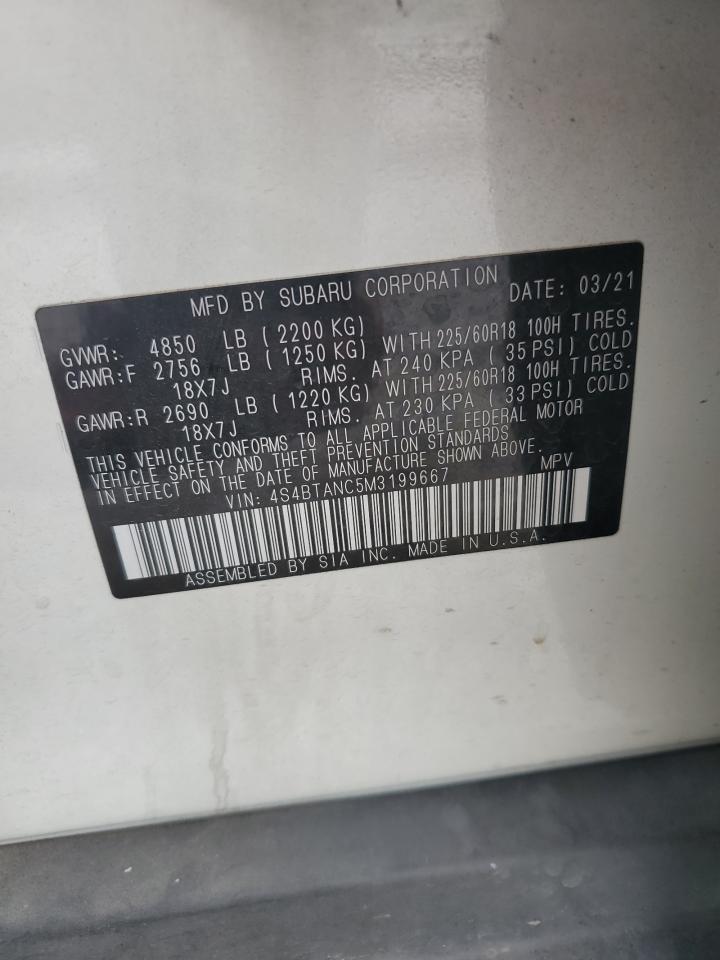 MFD BY SUBARU CORPORATION DATE: 03/21
GVWR: 4850 LB (2200 KG)
GAWR:F 2756 LB (1250 KG) WITH 225/60R18 100H TIRES.
18X7J RIMS. AT 240 KPA (35 PSI) COLD
GAWR:R 2690 LB (1220 KG) WITH 225/60R18 100H TIRES.
18X7J RIMS. AT 230 KPA (33 PSI) COLD
THIS VEHICLE CONFORMS TO ALL APPLICABLE FEDERAL MOTOR
VEHICLE SAFETY AND THEFT PREVENTION STANDARDS
IN EFFECT ON THE DATE OF MANUFACTURE SHOWN ABOVE.
VIN: 4S4BTANC5M3199667 MPV
ASSEMBLED BY SIA INC. MADE IN U.S.A.